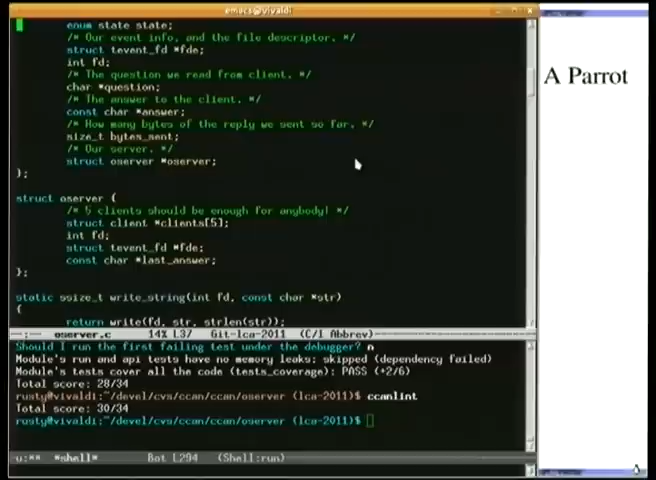 emacs@vivaldi
enum state state;
/* Our event info, and the file descriptor. */
struct tevent_fd *fde;
int fd;
/* The question we read from client. */
char *question;
/* The answer to the client. */
const char *answer;
/* How many bytes of the reply we sent so far. */
size_t bytes_sent;
/* Our server. */
struct oserver *oserver;
};
struct oserver {
/* 5 clients should be enough for anybody! */
struct client *clients[5];
int fd;
struct tevent_fd *fde;
const char *last_answer;
};
static ssize_t write_string(int fd, const char *str)
{
return write(fd, str, strlen(str));
-:--- oserver.c 14% L37 Git-lca-2011 (C/l Abbrev)
Should I run the first failing test under the debugger? n
Module's run and api tests have no memory leaks: skipped (dependency failed)
Module's tests cover all the code (tests_coverage): PASS (+2/6)
Total score: 28/34
rusty@vivaldi:~/devel/cvs/ccan/ccan/oserver (lca-2011)$ ccanlint
Total score: 30/34
rusty@vivaldi:~/devel/cvs/ccan/ccan/oserver (lca-2011)$
u:** *shell* Bot L294 (Shell:run)
A Parrot